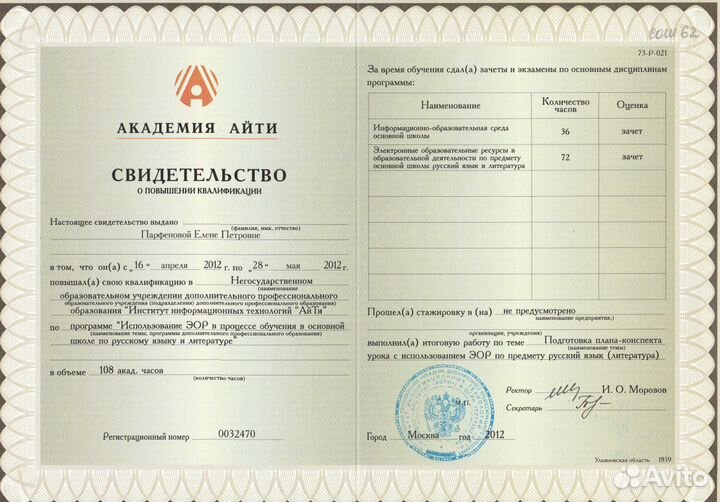 АКАДЕМИЯ АЙТИ
СВИДЕТЕЛЬСТВО
О ПОВЫШЕНИИ КВАЛИФИКАЦИИ
Настоящее свидетельство выдано
(фамилия, имя, отчество)
Парфеновой Елене Петровне
в том, что он(а) с „16“ апреля 2012 г. по „28“ мая 2012г.
повышал(а) свою квалификацию в Негосударственном
(наименование
образовательном учреждении дополнительного профессионального
образовательного учреждения (подразделения) дополнительного профессионального образования)
образования "Институт информационных технологий "АйТи"
по программе "Использование ЭОР в процессе обучения в основной
(наименование темы, программы дополнительного профессионального образования)
школе по русскому языку и литературе"
в объеме 108 акад. часов
(количество часов)
Регистрационный номер 0032470
сош 62
73-Р-021
За время обучения сдал(а) зачеты и экзамены по основным дисциплинам
программы:
Наименование Количество часов Оценка
Информационно-образовательная среда
основной школы 36 зачет
Электронные образовательные ресурсы в
образовательной деятельности по предмету
основной школы русский язык и литература 72 зачет
Прошел(а) стажировку в (на) не предусмотрено
(наименование предприятия,
организации, учреждения)
выполнил(а) итоговую работу по теме Подготовка плана-конспекта
(наименование темы)
урока с использованием ЭОР по предмету русский язык (литература)
Ректор И. О. Морозов
М.П.
Секретарь
Город Москва год 2012
Ульяновская область 1839
Avito